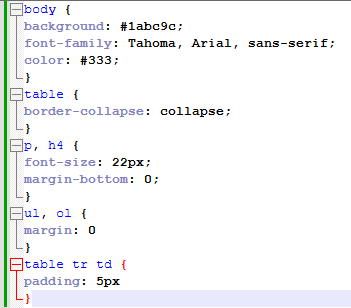 body {
background: #1abc9c;
font-family: Tahoma, Arial, sans-serif;
color: #333;
}
table {
border-collapse: collapse;
}
p, h4 {
font-size: 22px;
margin-bottom: 0;
}
ul, ol {
margin: 0
}
table tr td {
padding: 5px
}